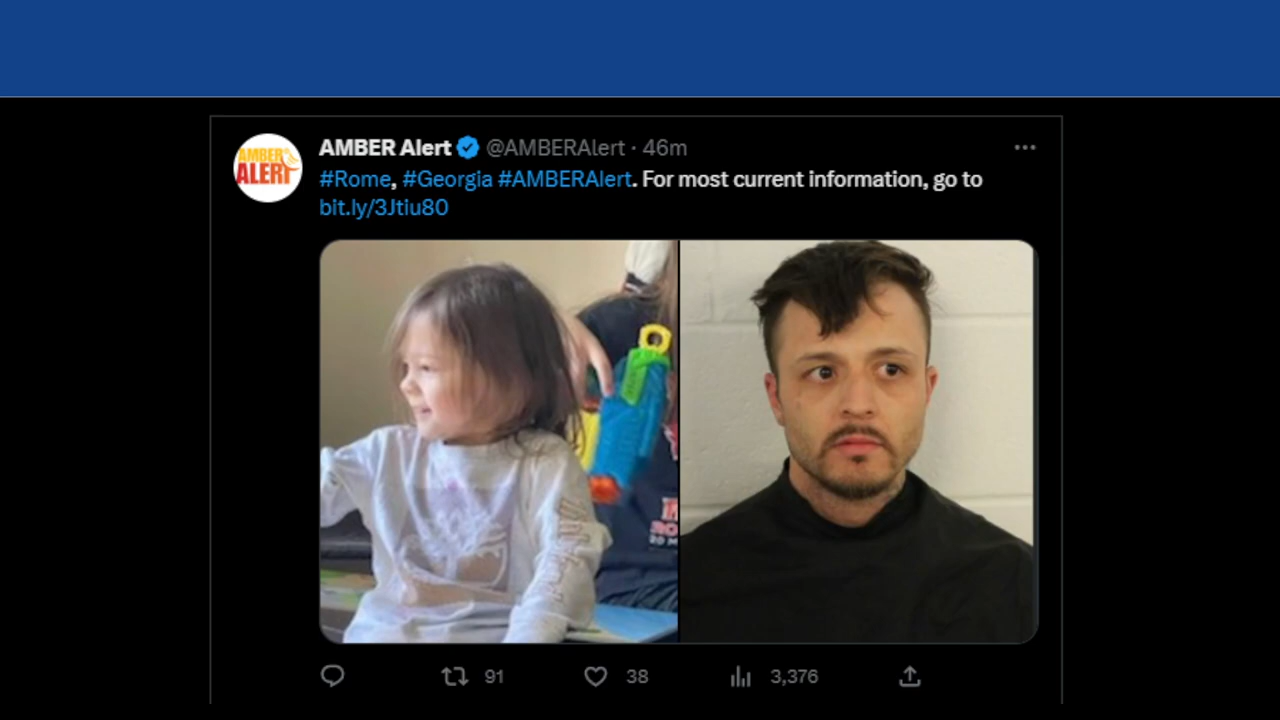 AMBER
ALERT
AMBER Alert @AMBERAlert · 46m
#Rome, #Georgia #AMBERAlert. For most current information, go to
bit.ly/3Jtiu80
91 38 3,376